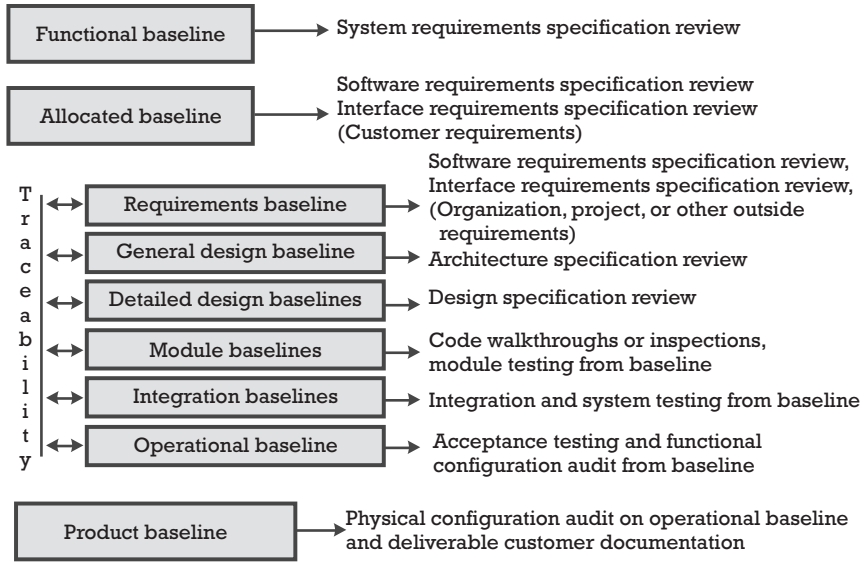 Functional baseline
System requirements specification review
Allocated baseline
Software requirements specification review
Interface requirements specification review
(Customer requirements)
Traceability
Requirements baseline
Software requirements specification review,
Interface requirements specification review,
(Organization, project, or other outside
requirements)
General design baseline
Architecture specification review
Detailed design baselines
Design specification review
Module baselines
Code walkthroughs or inspections,
module testing from baseline
Integration baselines
Integration and system testing from baseline
Operational baseline
Acceptance testing and functional
configuration audit from baseline
Product baseline
Physical configuration audit on operational baseline
and deliverable customer documentation